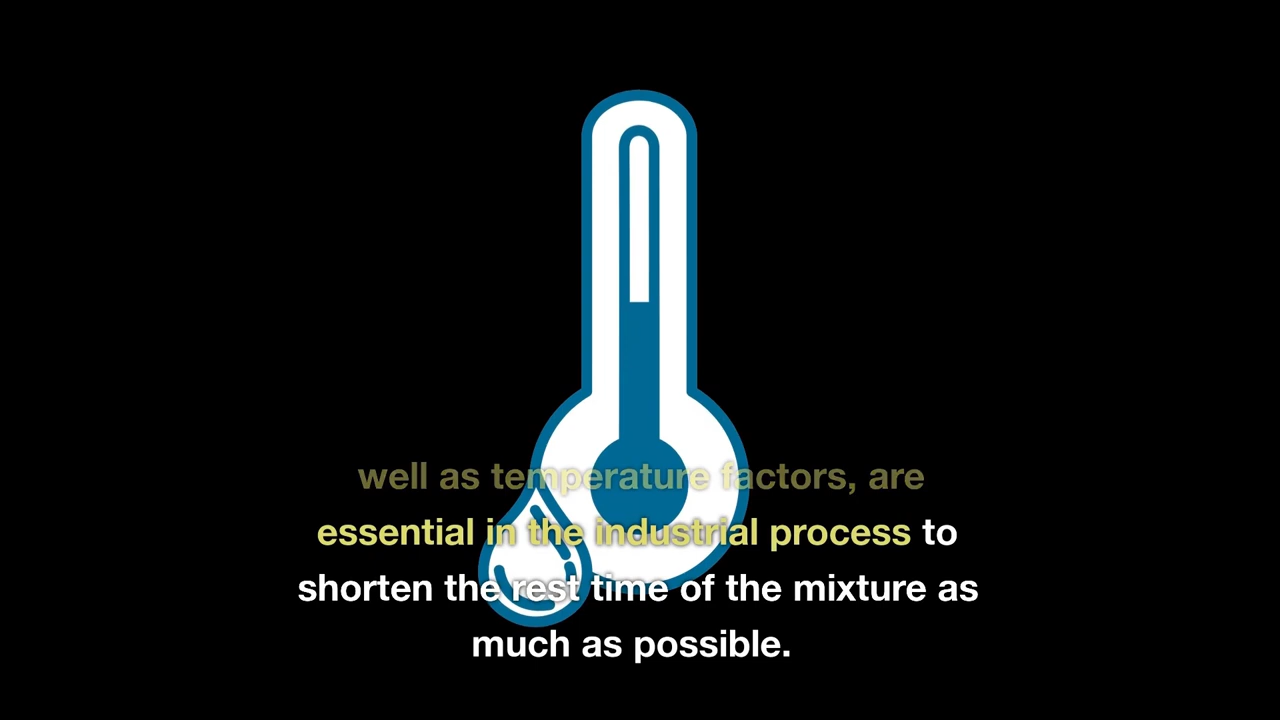 well as temperature factors, are
essential in the industrial process to
shorten the rest time of the mixture as
much as possible.